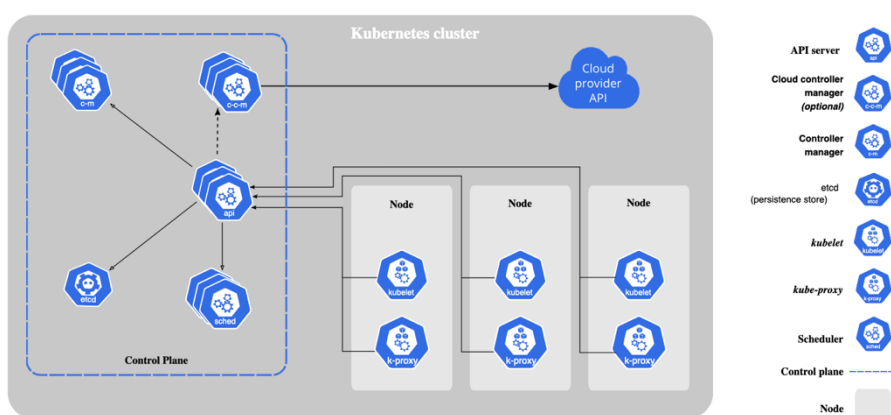 Kubernetes cluster
c-m
c-c-m
Cloud
provider
API
api
etcd
sched
Control Plane
Node
kubelet
k-proxy
Node
kubelet
k-proxy
Node
kubelet
k-proxy
API server
api
Cloud controller
manager
(optional)
c-c-m
Controller
manager
c-m
etcd
(persistence store)
etcd
kubelet
kubelet
kube-proxy
k-proxy
Scheduler
sched
Control plane
Node